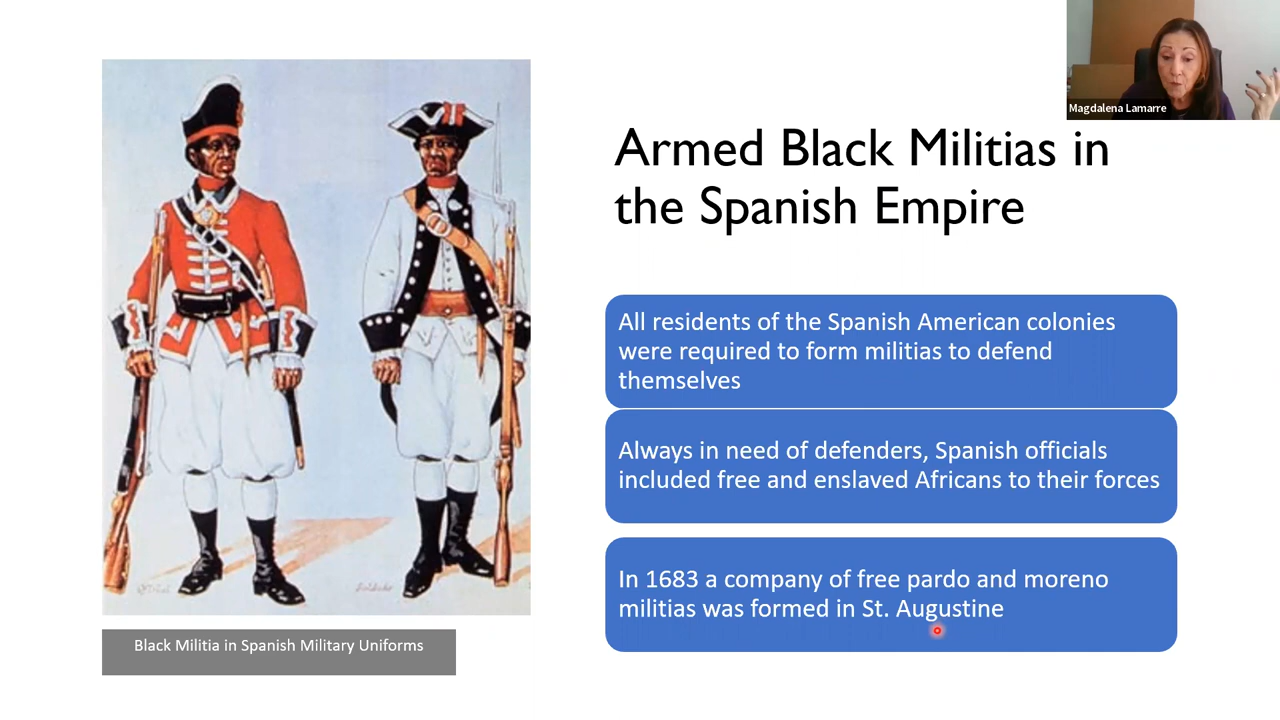 Magdalena Lamarre
Armed Black Militias in
the Spanish Empire
All residents of the Spanish American colonies
were required to form militias to defend
themselves
Always in need of defenders, Spanish officials
included free and enslaved Africans to their forces
In 1683 a company of free pardo and moreno
militias was formed in St. Augustine
Black Militia in Spanish Military Uniforms